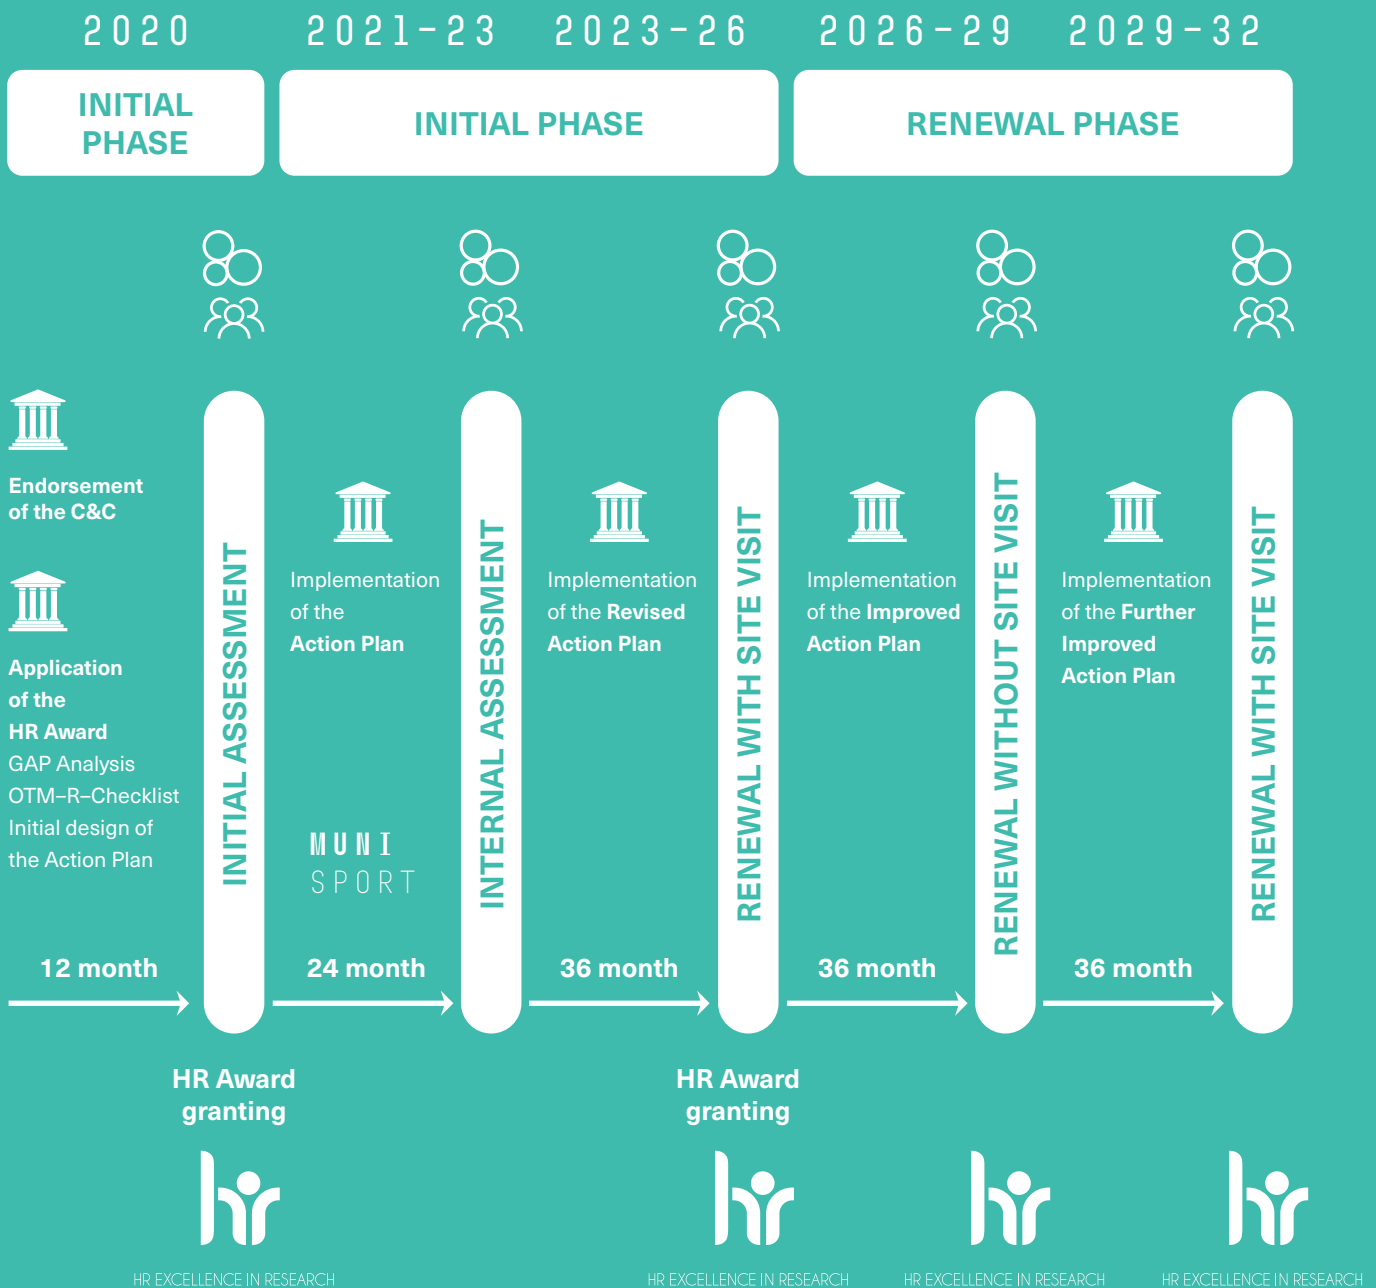 2020
2021–23
2023–26
2026–29
2029–32
INITIAL
PHASE
INITIAL PHASE
RENEWAL PHASE
Endorsement
of the C&C
Application
of the
HR Award
GAP Analysis
OTM–R–Checklist
Initial design of
the Action Plan
12 month
INITIAL ASSESSMENT
HR Award
granting
hr
HR EXCELLENCE IN RESEARCH
Implementation
of the
Action Plan
MUNI
SPORT
24 month
INTERNAL ASSESSMENT
Implementation
of the Revised
Action Plan
36 month
RENEWAL WITH SITE VISIT
HR Award
granting
hr
HR EXCELLENCE IN RESEARCH
Implementation
of the Improved
Action Plan
36 month
RENEWAL WITHOUT SITE VISIT
hr
HR EXCELLENCE IN RESEARCH
Implementation
of the Further
Improved
Action Plan
36 month
RENEWAL WITH SITE VISIT
hr
HR EXCELLENCE IN RESEARCH